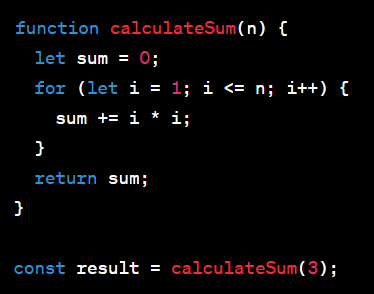 function calculateSum(n) {
  let sum = 0;
  for (let i = 1; i <= n; i++) {
    sum += i * i;
  }
  return sum;
}

const result = calculateSum(3);